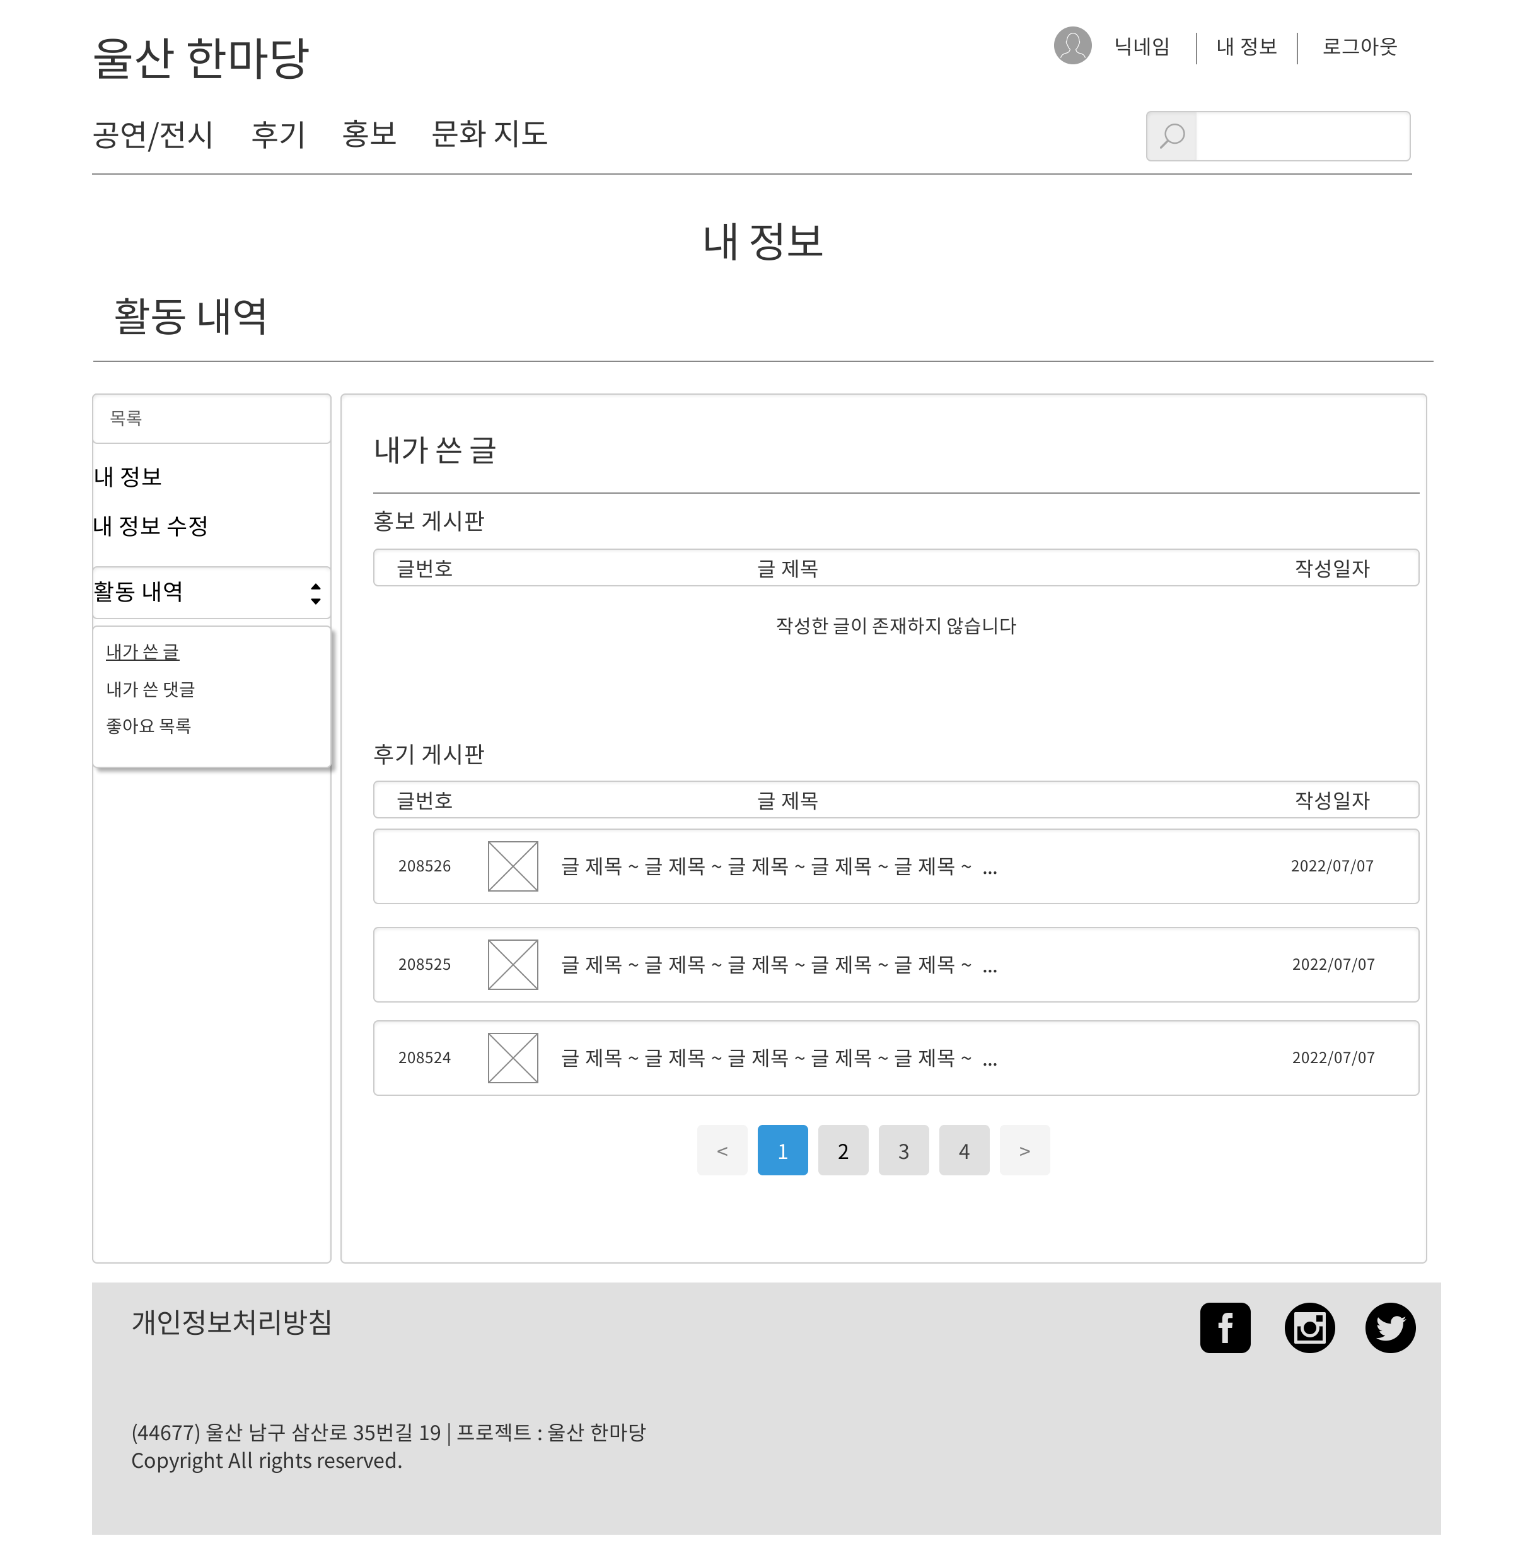 울산 한마당
닉네임 내 정보 로그아웃
공연/전시 후기 홍보 문화 지도
내 정보
활동 내역
목록
내 정보
내 정보 수정
활동 내역
내가 쓴 글
내가 쓴 댓글
좋아요 목록
내가 쓴 글
홍보 게시판
글번호 글 제목 작성일자
작성한 글이 존재하지 않습니다
후기 게시판
글번호 글 제목 작성일자
208526 글 제목 ~ 글 제목 ~ 글 제목 ~ 글 제목 ~ 글 제목 ~ ... 2022/07/07
208525 글 제목 ~ 글 제목 ~ 글 제목 ~ 글 제목 ~ 글 제목 ~ ... 2022/07/07
208524 글 제목 ~ 글 제목 ~ 글 제목 ~ 글 제목 ~ 글 제목 ~ ... 2022/07/07
< 1 2 3 4 >
개인정보처리방침
(44677) 울산 남구 삼산로 35번길 19 | 프로젝트 : 울산 한마당
Copyright All rights reserved.